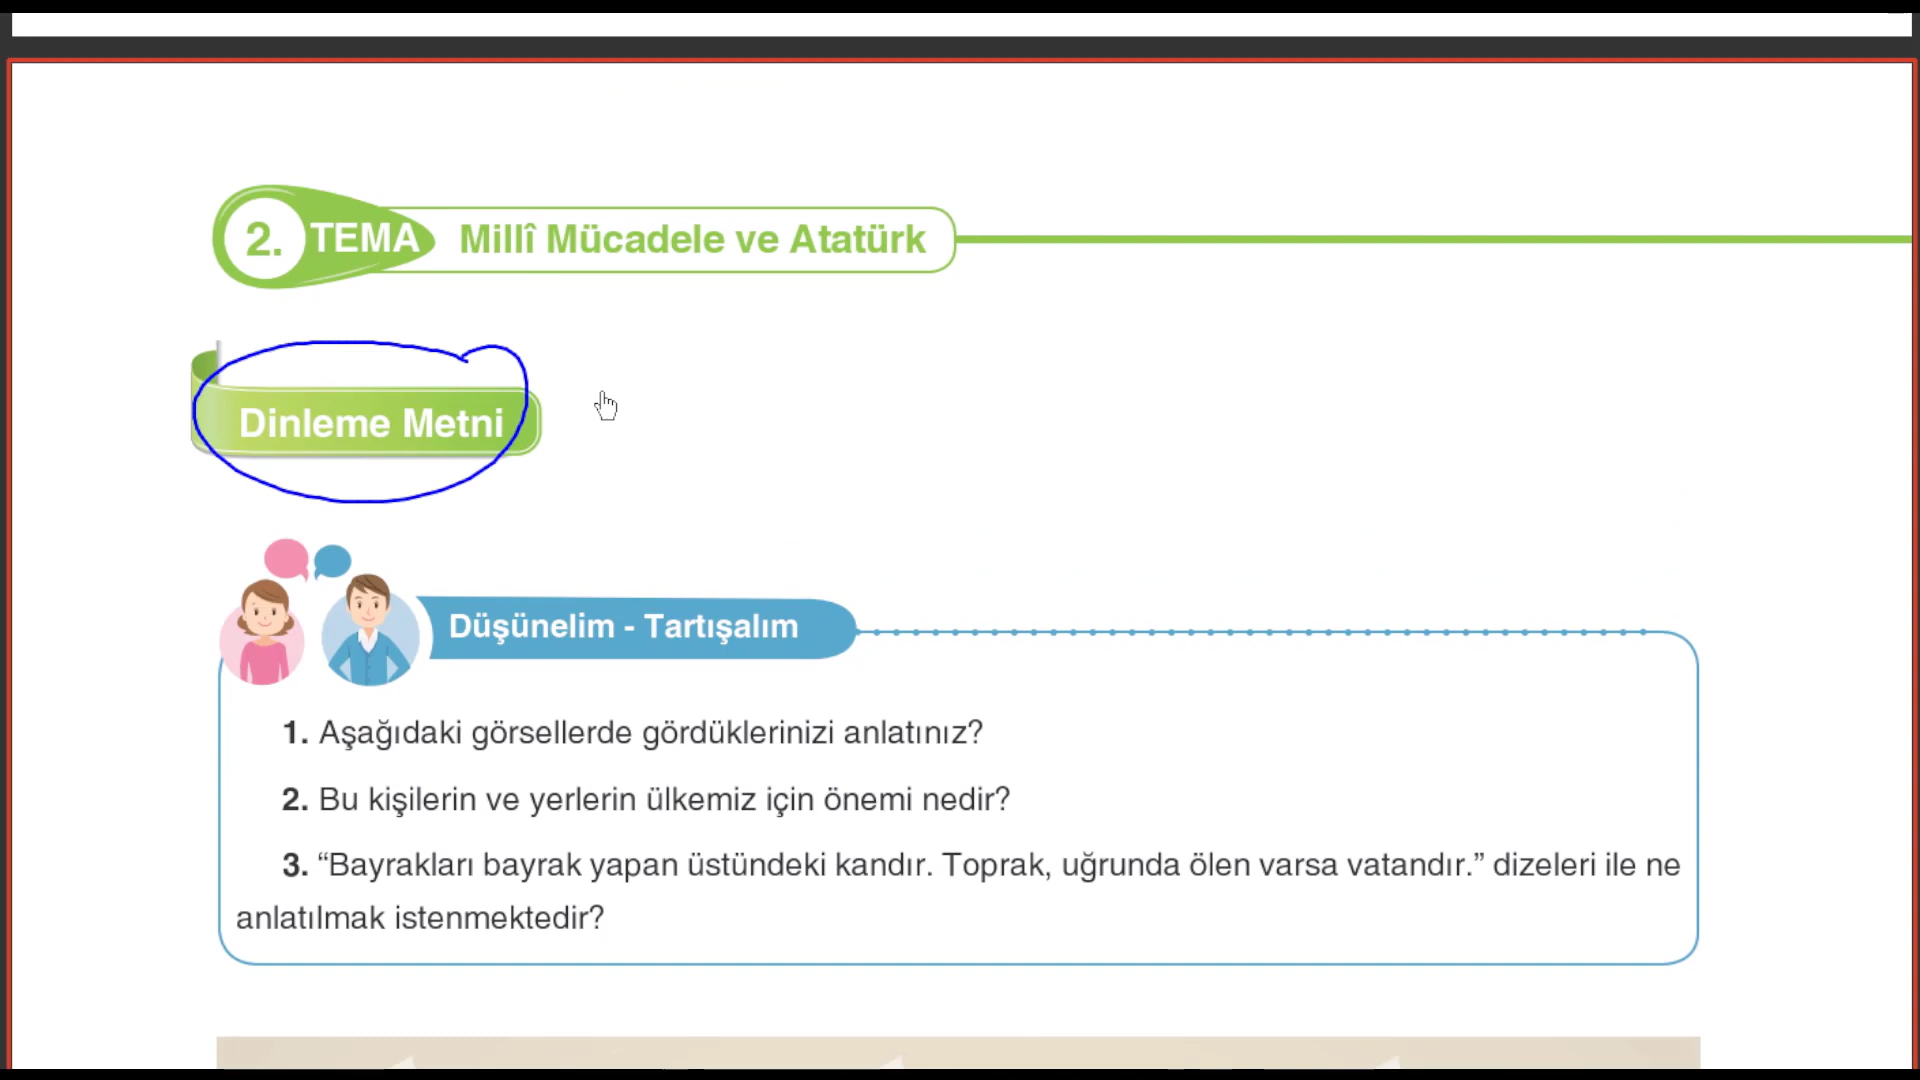 2. TEMA Millî Mücadele ve Atatürk
Dinleme Metni
Düşünelim - Tartışalım
1. Aşağıdaki görsellerde gördüklerinizi anlatınız?
2. Bu kişilerin ve yerlerin ülkemiz için önemi nedir?
3. “Bayrakları bayrak yapan üstündeki kandır. Toprak, uğrunda ölen varsa vatandır.” dizeleri ile ne
anlatılmak istenmektedir?